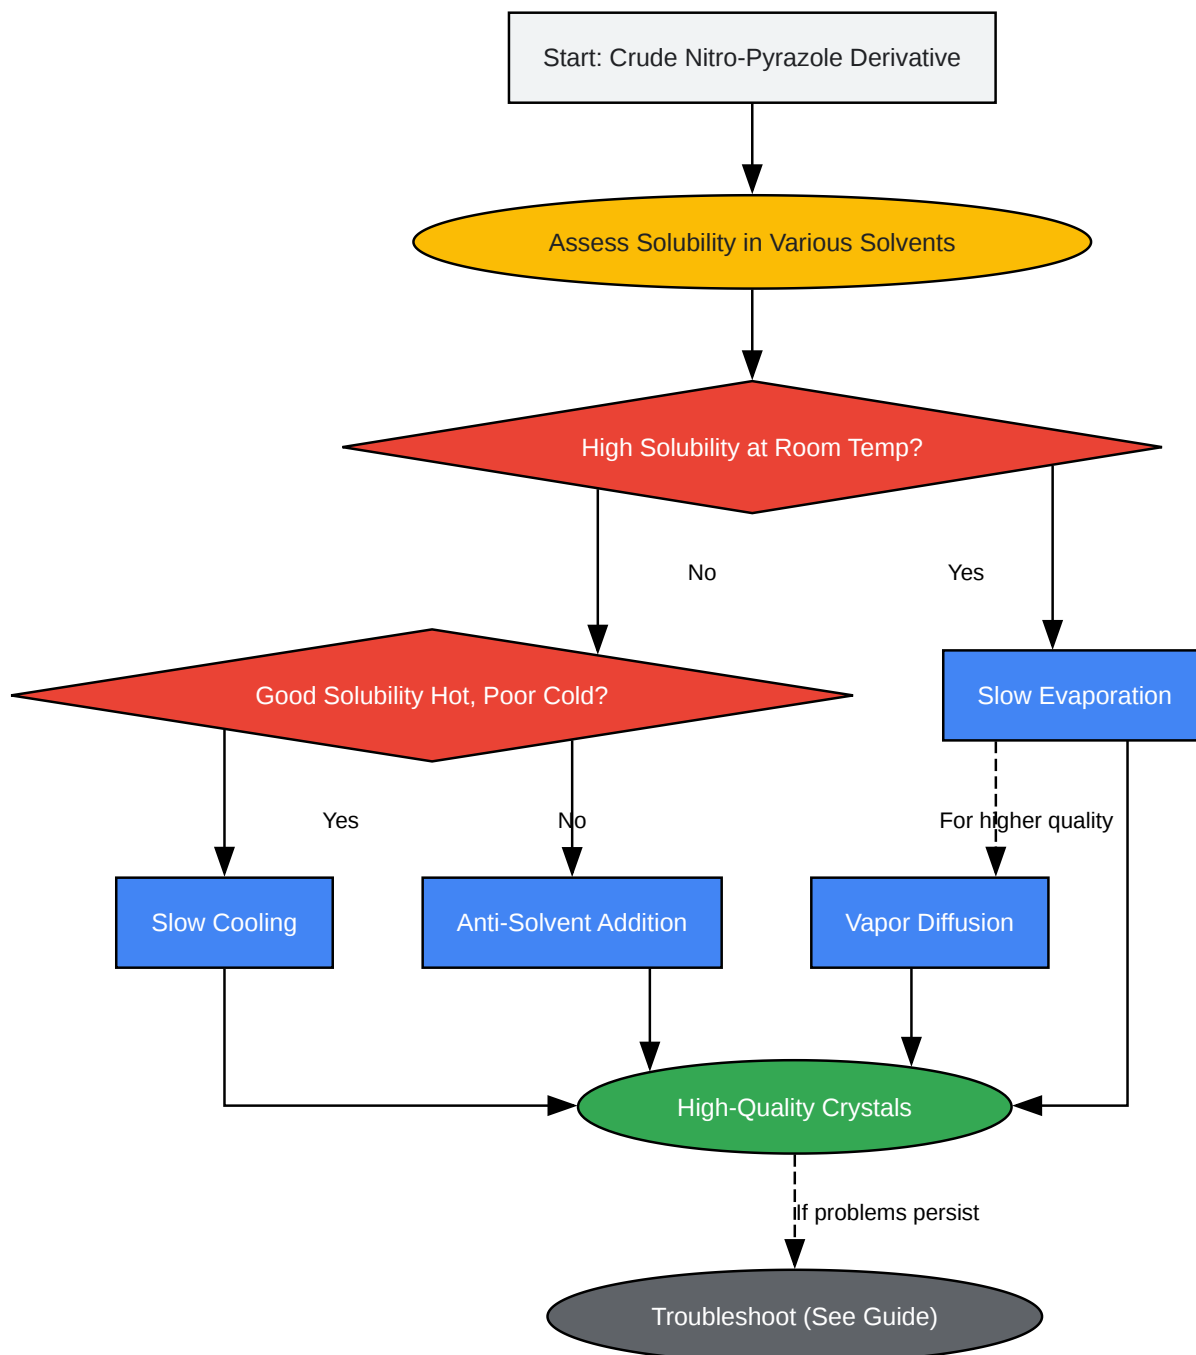 Start: Crude Nitro-Pyrazole Derivative
Assess Solubility in Various Solvents
High Solubility at Room Temp?
No
Yes
Good Solubility Hot, Poor Cold?
Slow Evaporation
Yes
No
For higher quality
Slow Cooling
Anti-Solvent Addition
Vapor Diffusion
High-Quality Crystals
If problems persist
Troubleshoot (See Guide)